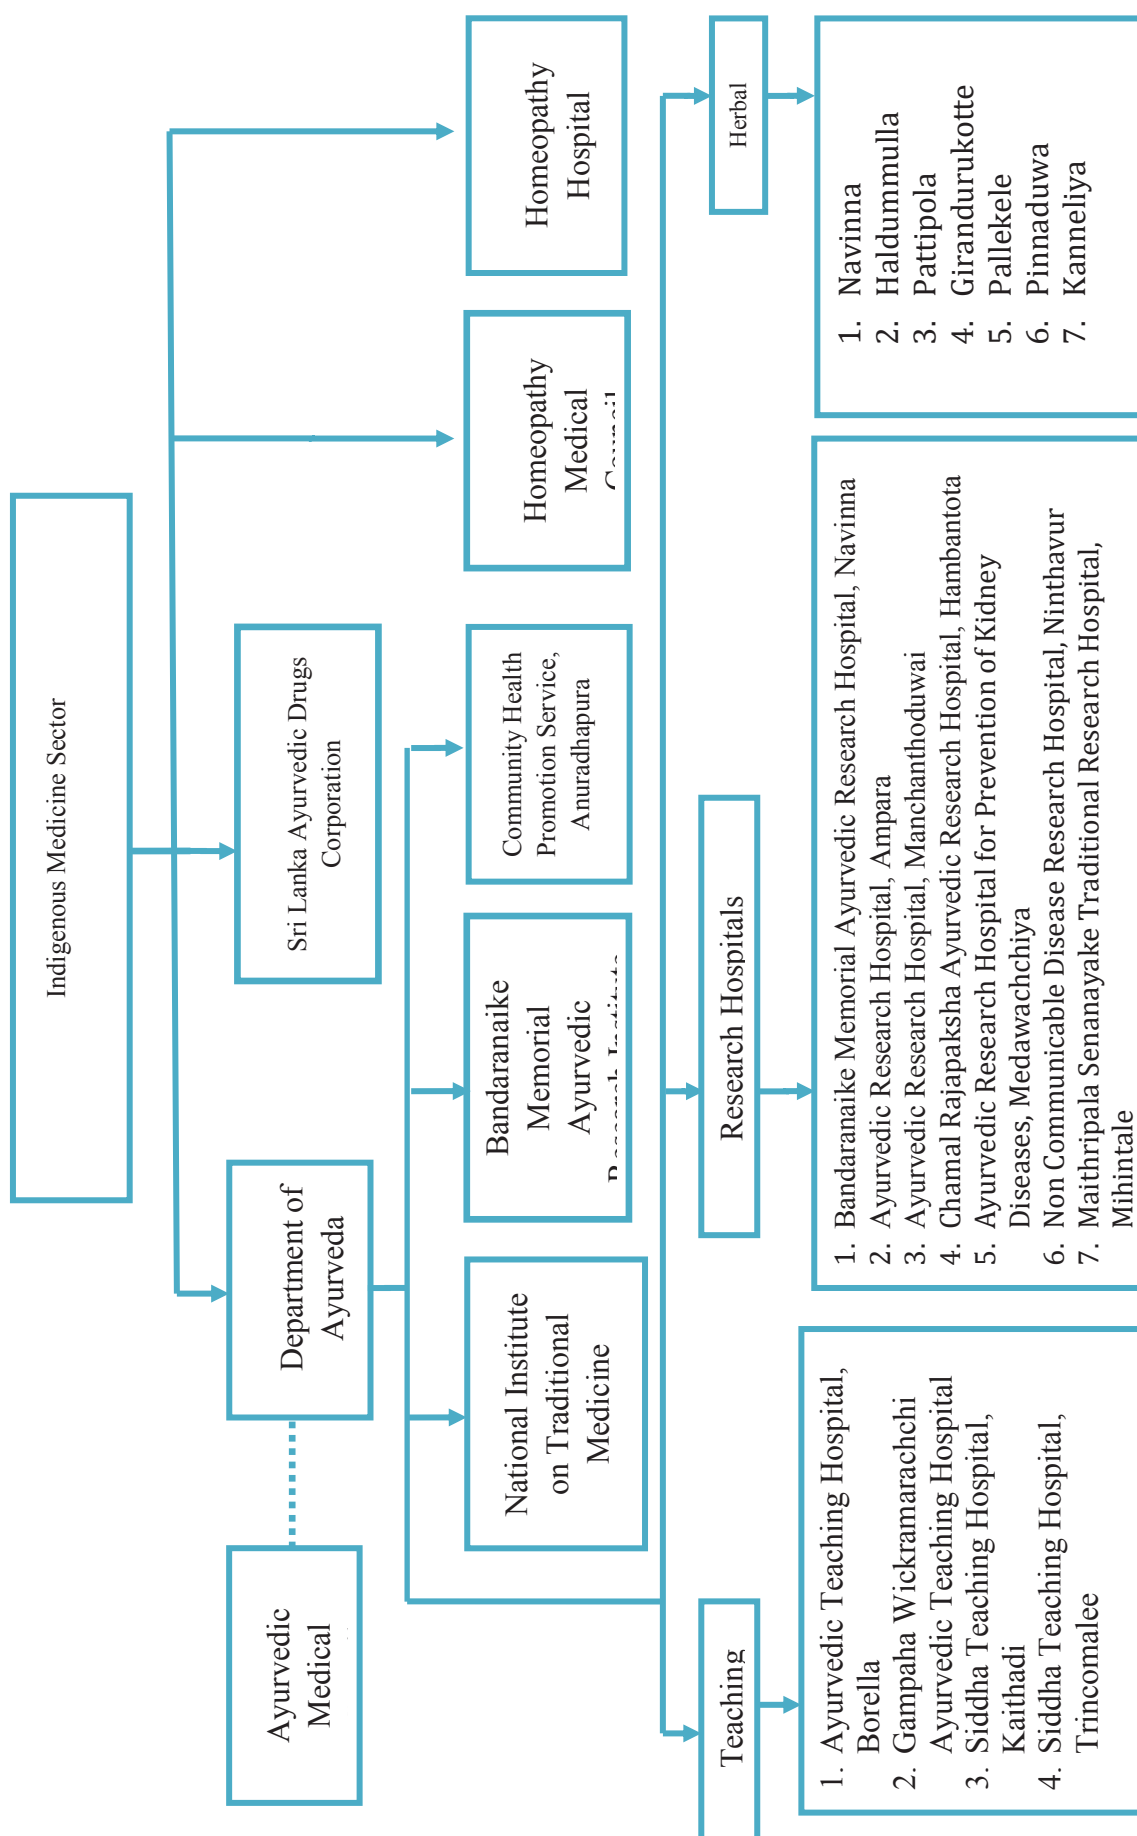 Indigenous Medicine Sector
Ayurvedic
Medical
Department of
Ayurveda
Sri Lanka Ayurvedic Drugs
Corporation
National Institute
on Traditional
Medicine
Bandaranaike
Memorial
Ayurvedic
Research Institute
Community Health
Promotion Service,
Anuradhapura
Homeopathy
Medical
Council
Homeopathy
Hospital
Teaching
Research Hospitals
Herbal
1. Ayurvedic Teaching Hospital,
Borella
2. Gampaha Wickramarachchi
Ayurvedic Teaching Hospital
3. Siddha Teaching Hospital,
Kaithadi
4. Siddha Teaching Hospital,
Trincomalee
1. Bandaranaike Memorial Ayurvedic Research Hospital, Navinna
2. Ayurvedic Research Hospital, Ampara
3. Ayurvedic Research Hospital, Manchanthoduwai
4. Chamal Rajapaksha Ayurvedic Research Hospital, Hambantota
5. Ayurvedic Research Hospital for Prevention of Kidney
Diseases, Medawachchiya
6. Non Communicable Disease Research Hospital, Ninthavur
7. Maithripala Senanayake Traditional Research Hospital,
Mihintale
1. Navinna
2. Haldummulla
3. Pattipola
4. Girandurukotte
5. Pallekele
6. Pinnaduwa
7. Kanneliya